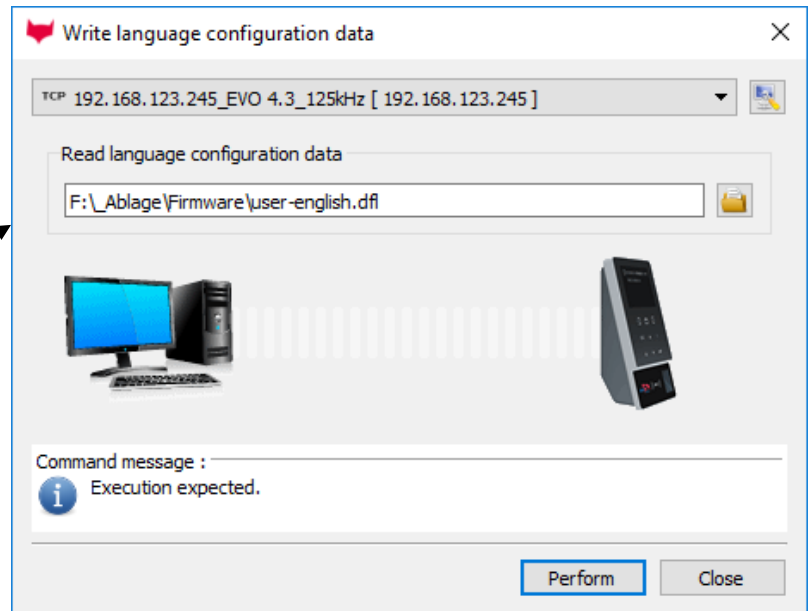 Write language configuration data
TCP 192.168.123.245_EVO 4.3_125kHz [ 192.168.123.245 ]
Read language configuration data
F:\_Ablage\Firmware\user-english.dfl
Command message :
Execution expected.
Perform Close